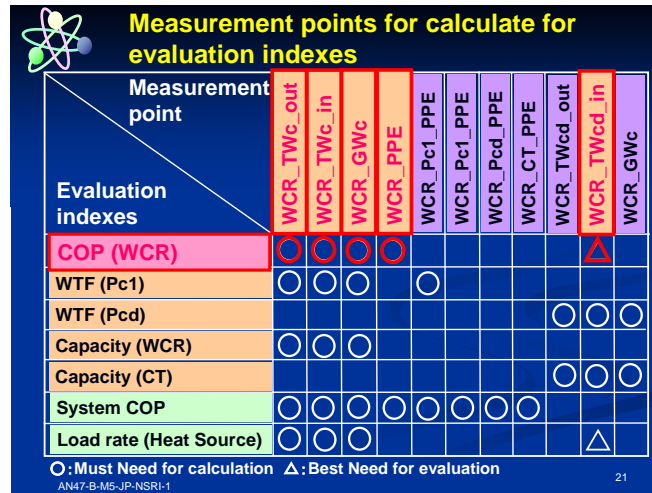 Measurement points for calculate for
evaluation indexes
Measurement
point
Evaluation
indexes
WCR_TWc_out
WCR_TWc_in
WCR_GWc
WCR_PPE
WCR_Pc1_PPE
WCR_Pc1_PPE
WCR_Pcd_PPE
WCR_CT_PPE
WCR_TWcd_out
WCR_TWcd_in
WCR_GWc
COP (WCR)
WTF (Pc1)
WTF (Pcd)
Capacity (WCR)
Capacity (CT)
System COP
Load rate (Heat Source)
○:Must Need for calculation △:Best Need for evaluation
AN47-B-M5-JP-NSRI-1
21